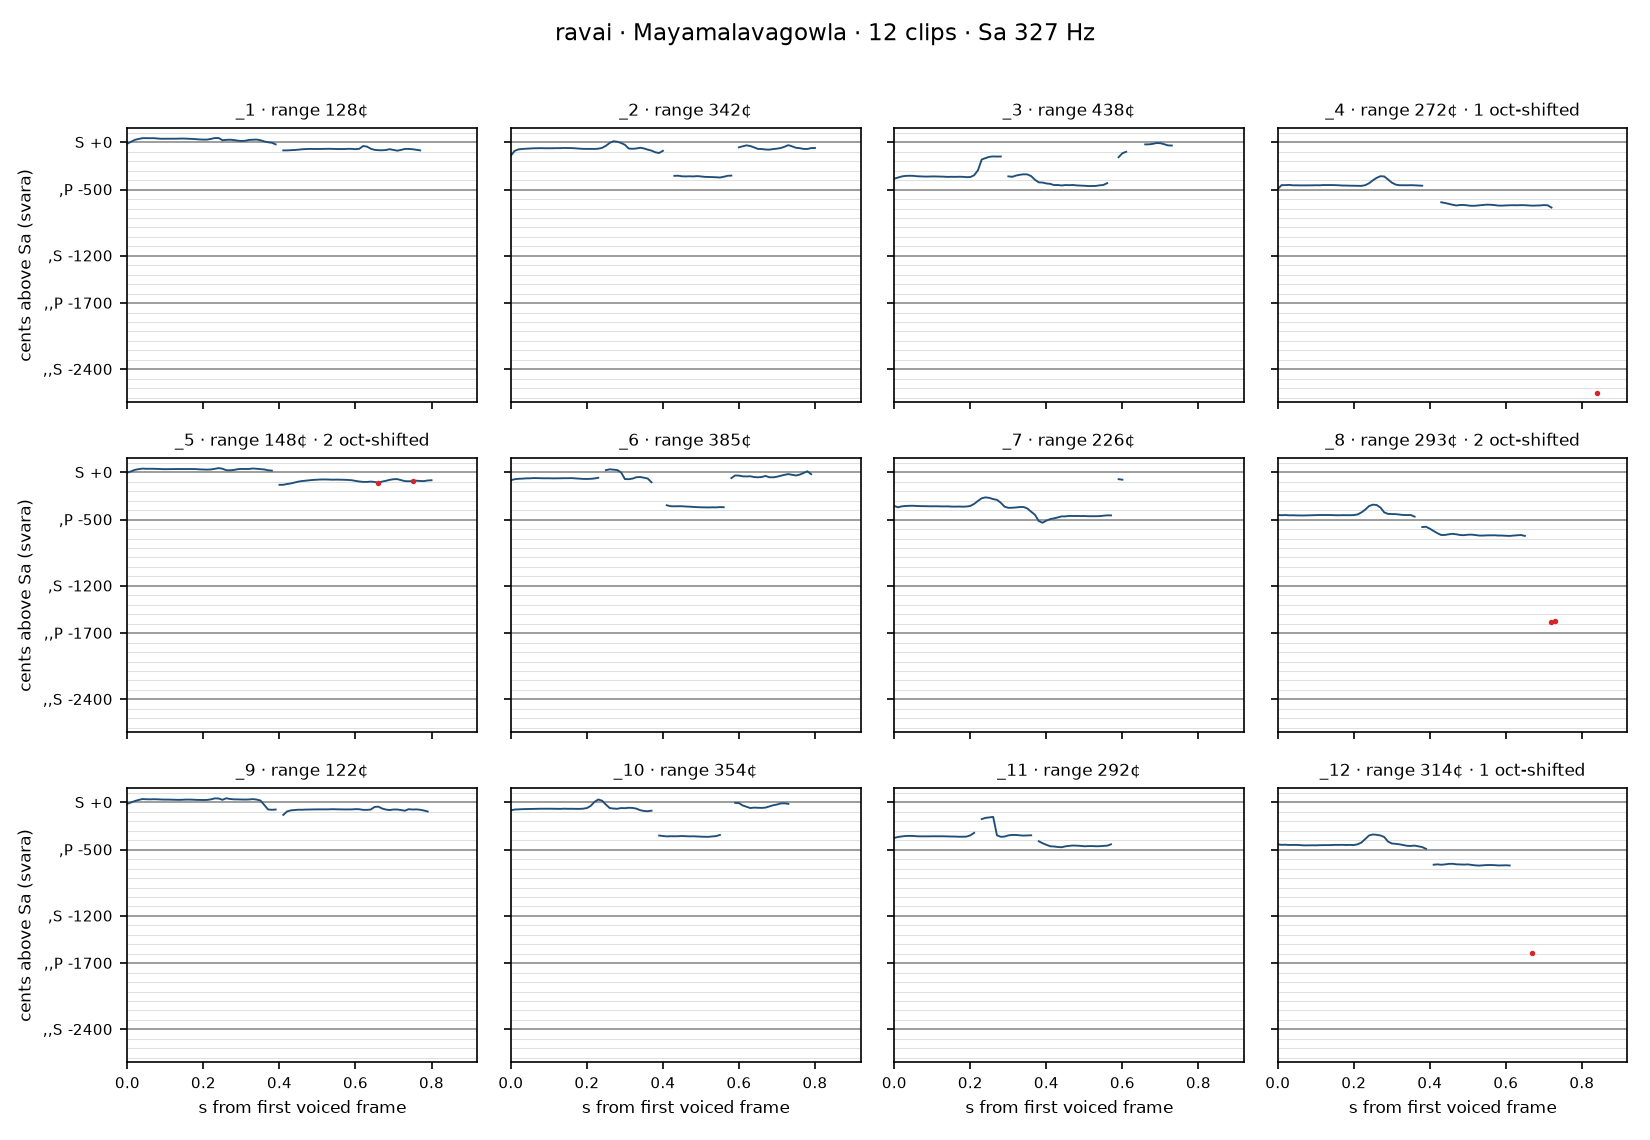 ravai · Mayamalavagowla · 12 clips · Sa 327 Hz
_1 · range 128¢
_2 · range 342¢
_3 · range 438¢
_4 · range 272¢ · 1 oct-shifted
cents above Sa (svara)
S +0
,P -500
,S -1200
,,P -1700
,,S -2400
_5 · range 148¢ · 2 oct-shifted
_6 · range 385¢
_7 · range 226¢
_8 · range 293¢ · 2 oct-shifted
cents above Sa (svara)
S +0
,P -500
,S -1200
,,P -1700
,,S -2400
_9 · range 122¢
_10 · range 354¢
_11 · range 292¢
_12 · range 314¢ · 1 oct-shifted
cents above Sa (svara)
S +0
,P -500
,S -1200
,,P -1700
,,S -2400
0.0 0.2 0.4 0.6 0.8
0.0 0.2 0.4 0.6 0.8
0.0 0.2 0.4 0.6 0.8
0.0 0.2 0.4 0.6 0.8
s from first voiced frame
s from first voiced frame
s from first voiced frame
s from first voiced frame